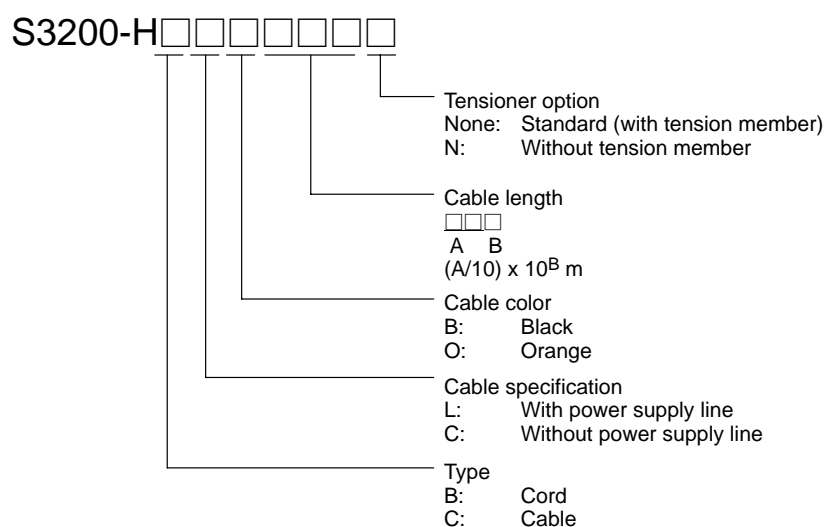 S3200-H□□□□□□□
Tensioner option
None: Standard (with tension member)
N: Without tension member
Cable length
□□□
A B
(A/10) x 10ᴮ m
Cable color
B: Black
O: Orange
Cable specification
L: With power supply line
C: Without power supply line
Type
B: Cord
C: Cable